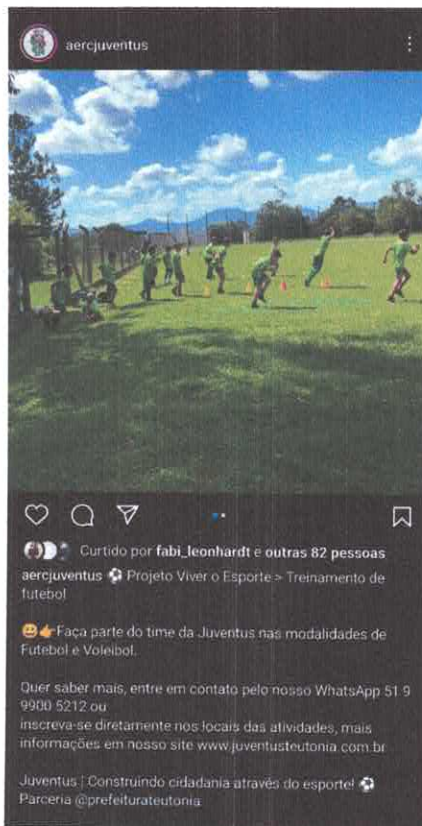 aercjuventus
Curtido por fabi_leonhardt e outras 82 pessoas
aercjuventus ⚽ Projeto Viver o Esporte > Treinamento de
futebol
😀👉Faça parte do time da Juventus nas modalidades de
Futebol e Voleibol.
Quer saber mais, entre em contato pelo nosso WhatsApp 51 9
9900 5212 ou
inscreva-se diretamente nos locais das atividades, mais
informações em nosso site www.juventusteutonia.com.br
Juventus | Construindo cidadania através do esporte! ⚽
Parceria @prefeiturateutonia